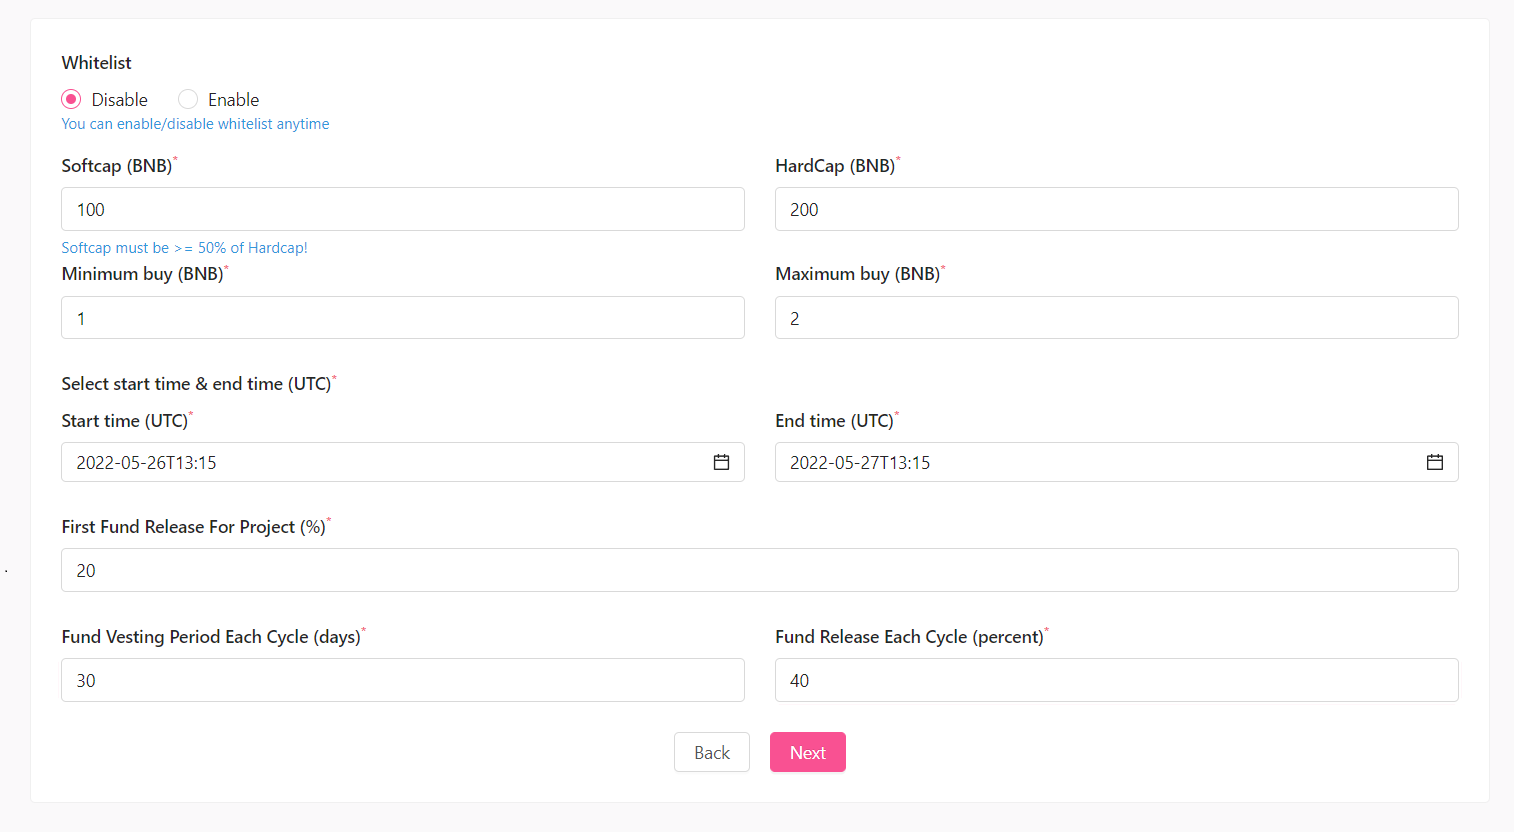 Whitelist
Disable Enable
You can enable/disable whitelist anytime
Softcap (BNB)* HardCap (BNB)*
100 200
Softcap must be >= 50% of Hardcap!
Minimum buy (BNB)* Maximum buy (BNB)*
1 2
Select start time & end time (UTC)*
Start time (UTC)* End time (UTC)*
2022-05-26T13:15 2022-05-27T13:15
First Fund Release For Project (%)*
20
Fund Vesting Period Each Cycle (days)* Fund Release Each Cycle (percent)*
30 40
Back Next